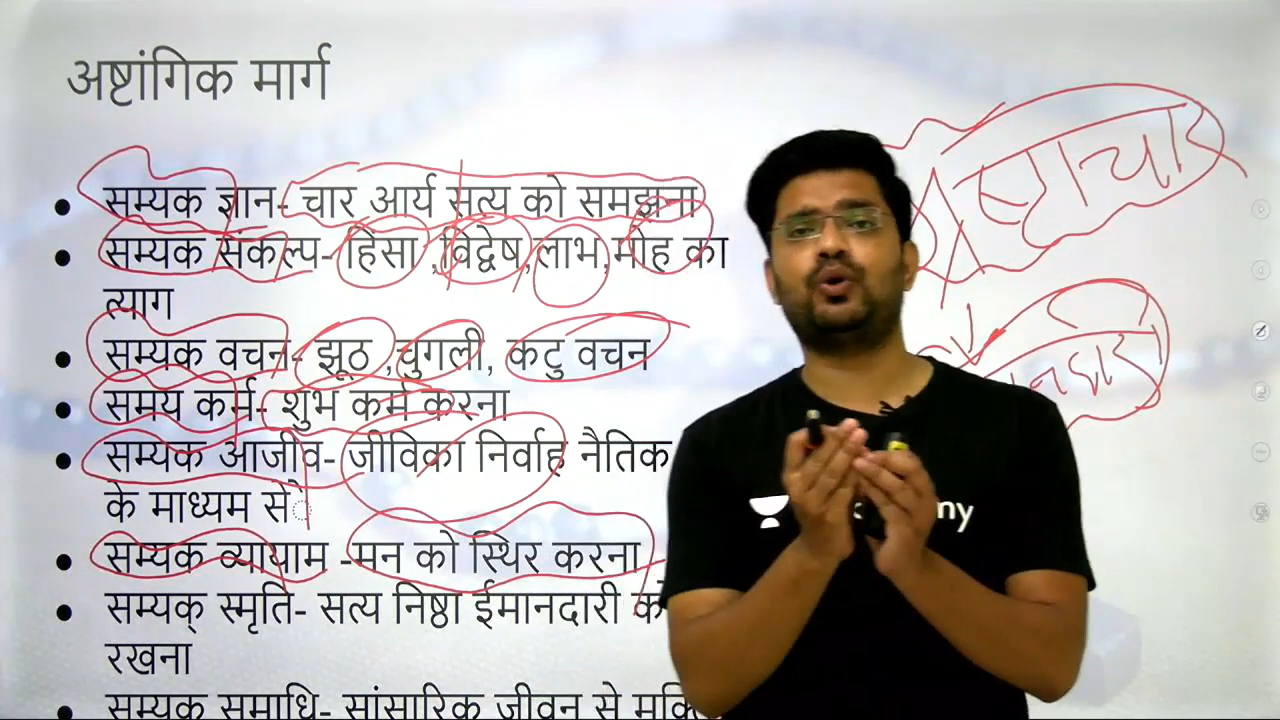 अष्टांगिक मार्ग
• सम्यक ज्ञान- चार आर्य सत्य को समझना
• सम्यक संकल्प- हिंसा ,विद्वेष,लाभ,मोह का
त्याग
• सम्यक वचन- झूठ ,चुगली, कटु वचन
• समय कर्म- शुभ कर्म करना
• सम्यक आजीव- जीविका निर्वाह नैतिक
के माध्यम से
• सम्यक व्यायाम -मन को स्थिर करना
• सम्यक् स्मृति- सत्य निष्ठा ईमानदारी को
रखना
• सम्यक समाधि- सांसारिक जीवन से
my